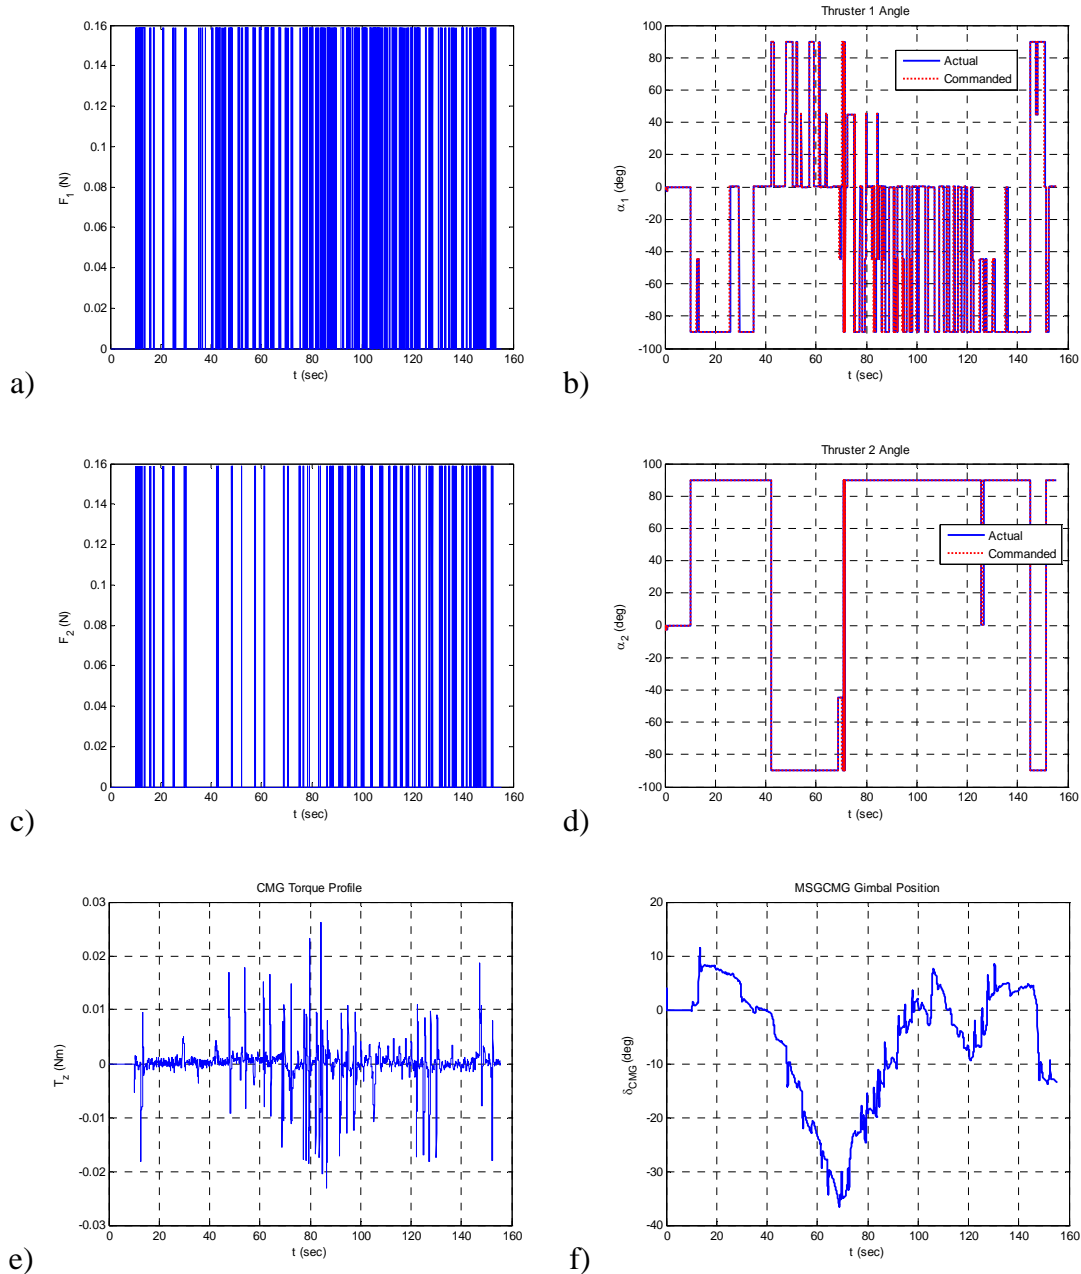 0.16
0.14
0.12
0.1
0.08
0.06
0.04
0.02
0
F1 (N)
0 20 40 60 80 100 120 140 160
t (sec)
a)
Thruster 1 Angle
100
80
60
40
20
0
-20
-40
-60
-80
-100
α1 (deg)
Actual
Commanded
0 20 40 60 80 100 120 140 160
t (sec)
b)
0.16
0.14
0.12
0.1
0.08
0.06
0.04
0.02
0
F2 (N)
0 20 40 60 80 100 120 140 160
t (sec)
c)
Thruster 2 Angle
100
80
60
40
20
0
-20
-40
-60
-80
-100
α2 (deg)
Actual
Commanded
0 20 40 60 80 100 120 140 160
t (sec)
d)
CMG Torque Profile
0.03
0.02
0.01
0
-0.01
-0.02
-0.03
Tz (Nm)
0 20 40 60 80 100 120 140 160
t (sec)
e)
MSGCMG Gimbal Position
20
10
0
-10
-20
-30
-40
δCMG(deg)
0 20 40 60 80 100 120 140 160
t (sec)
f)